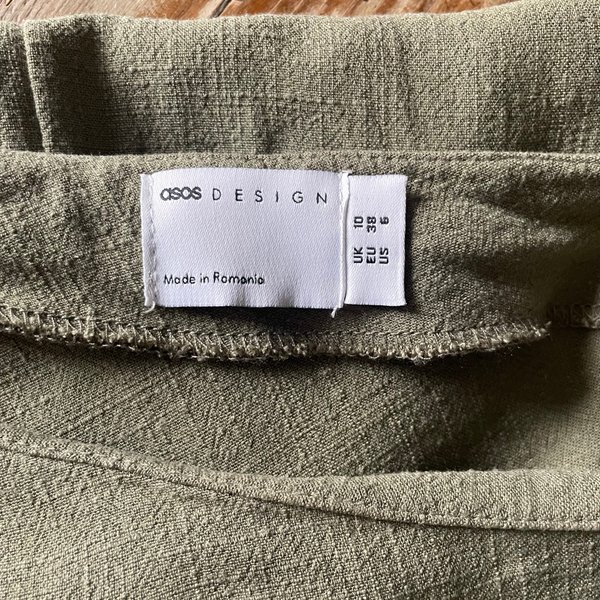 asos DESIGN
Made in Romania
UK 10
EU 38
US 6